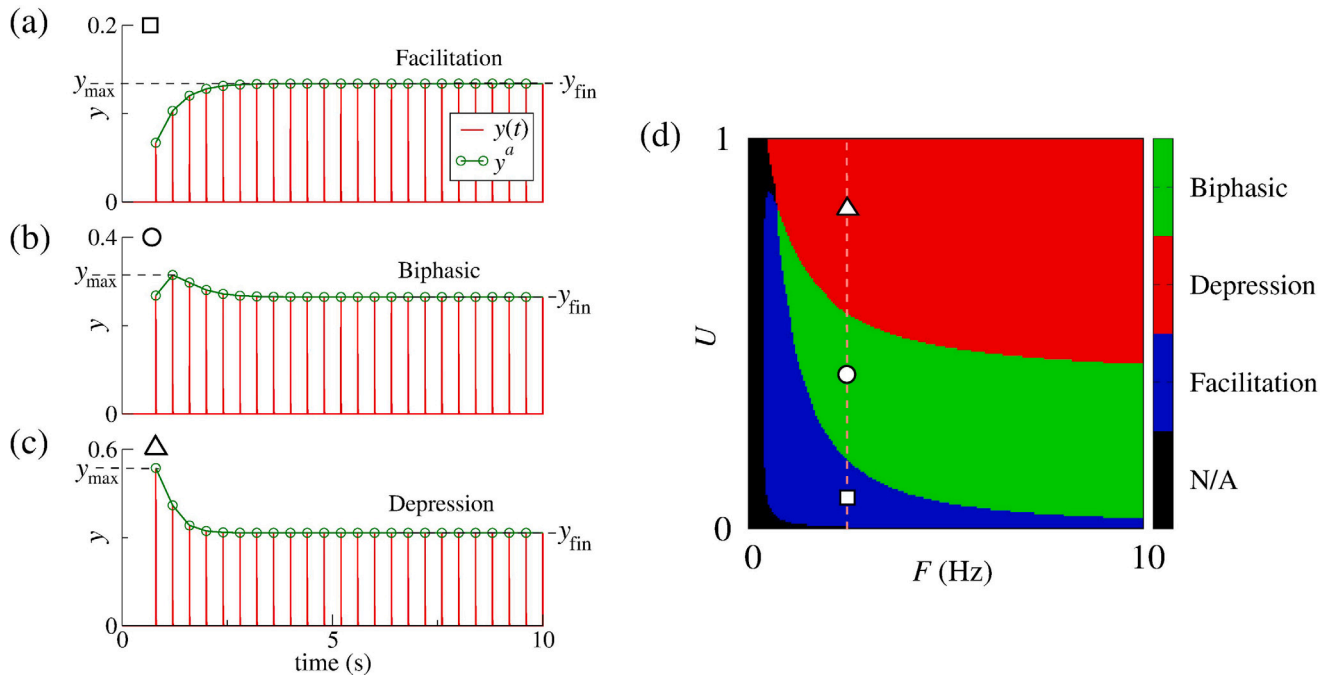 (a)
0.2
Facilitation
y_max
y_fin
y
y(t)
y^a
0
(b)
0.4
Biphasic
y_max
y_fin
y
0
(c)
0.6
y_max
Depression
y_fin
y
0
0 5 10
time (s)
(d)
1
U
0
0 10
F (Hz)
Biphasic
Depression
Facilitation
N/A